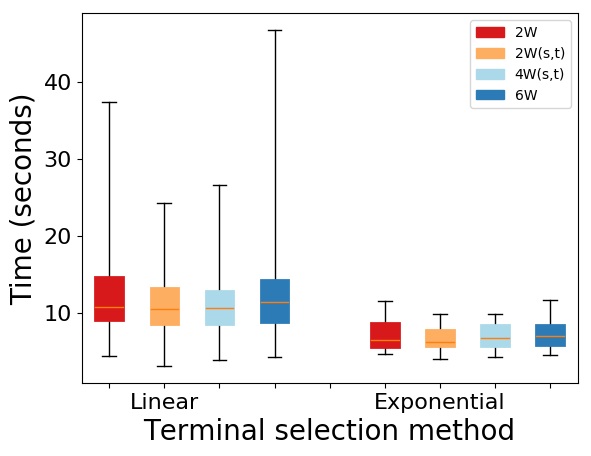 Time (seconds)
40
30
20
10
2W
2W(s,t)
4W(s,t)
6W
Linear
Exponential
Terminal selection method